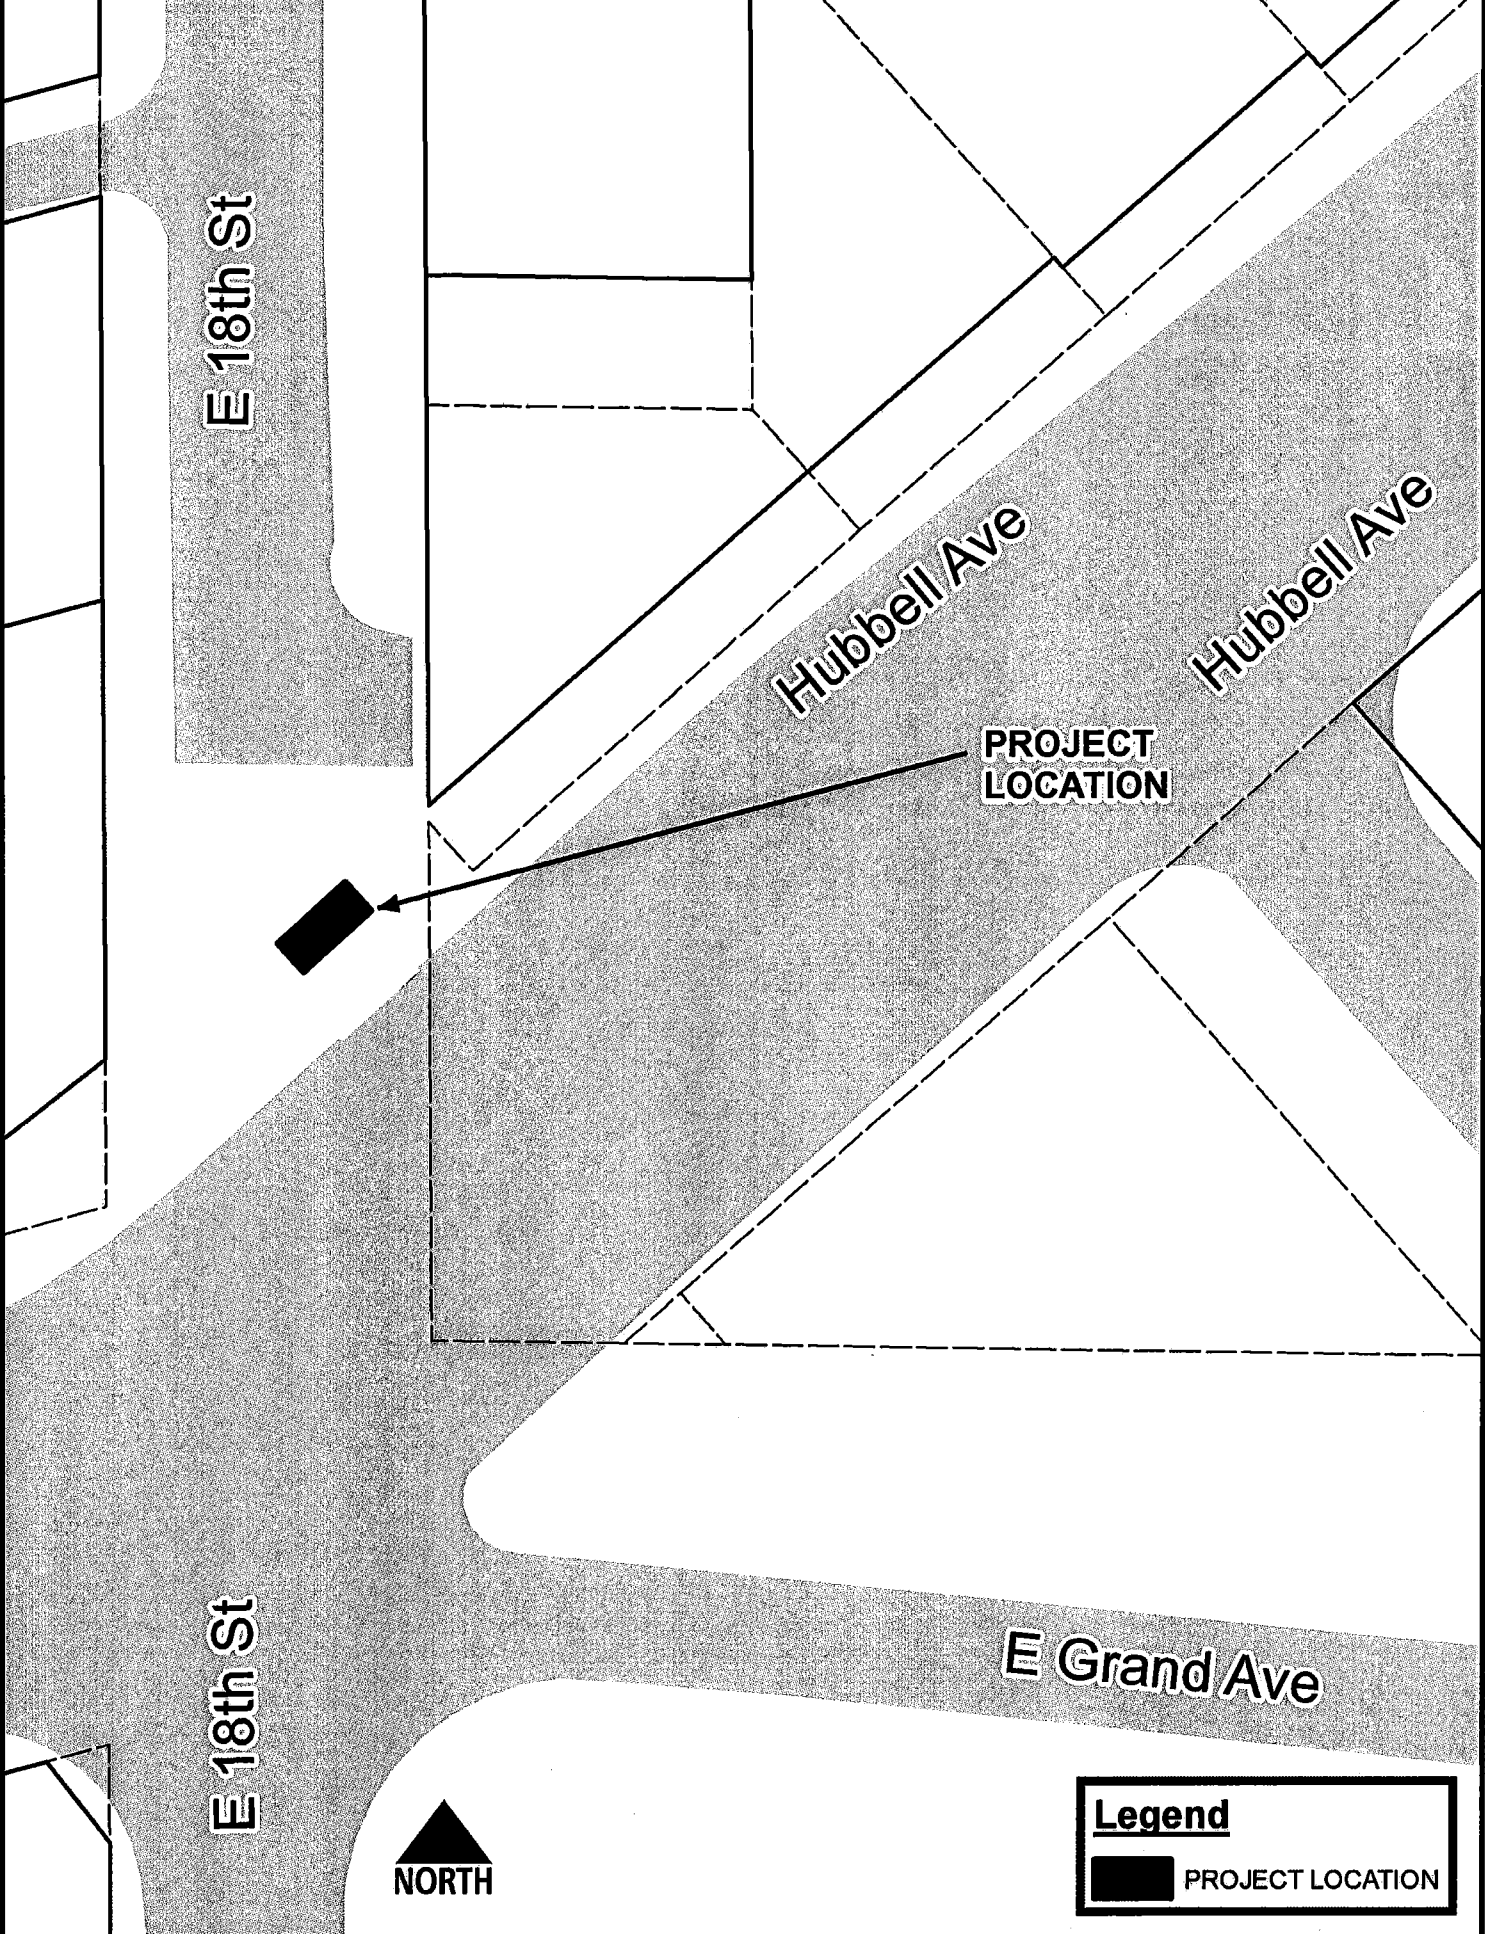 E 18th St
Hubbell Ave
Hubbell Ave
PROJECT
LOCATION
E 18th St
E Grand Ave
NORTH
Legend
PROJECT LOCATION